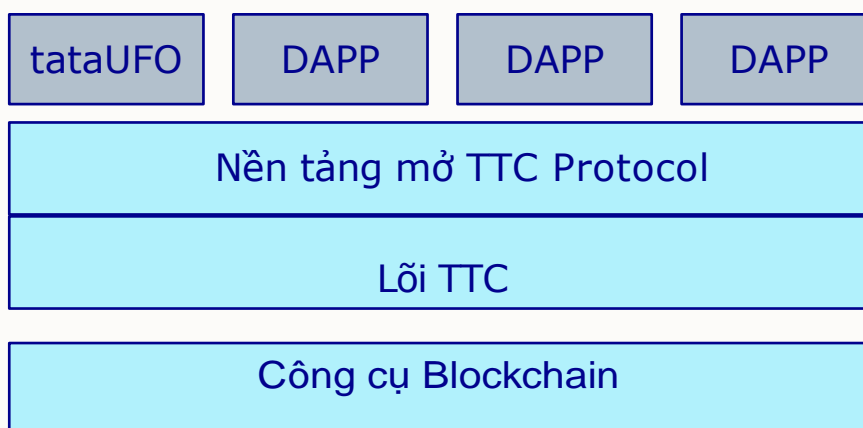 tataUFO DAPP DAPP DAPP
Nền tảng mở TTC Protocol
Lõi TTC
Công cụ Blockchain